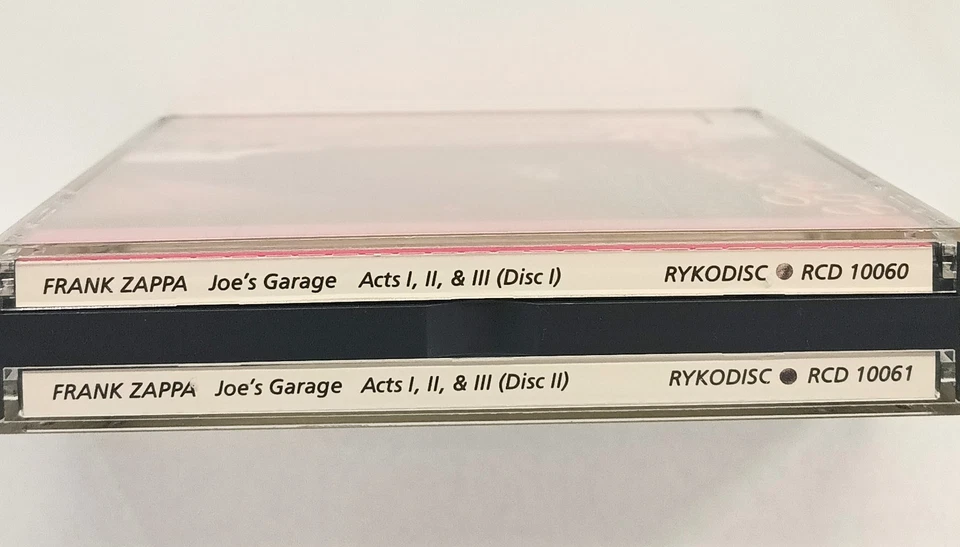 FRANK ZAPPA Joe's Garage Acts I, II, & III (Disc I) RYKODISC RCD 10060
FRANK ZAPPA Joe's Garage Acts I, II, & III (Disc II) RYKODISC RCD 10061